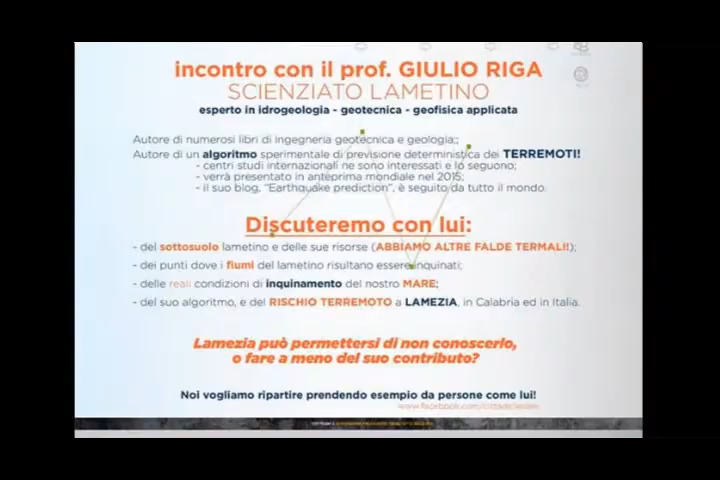 incontro con il prof. GIULIO RIGA
SCIENZIATO LAMETINO
esperto in idrogeologia - geotecnica - geofisica applicata
Autore di numerosi libri di ingegneria geotecnica e geologia;;
Autore di un algoritmo sperimentale di previsione deterministica dei TERREMOTI!
- centri studi internazionali ne sono interessati e lo seguono;
- verrà presentato in anteprima mondiale nel 2015;
- il suo blog, "Earthquake prediction", è seguito da tutto il mondo.
Discuteremo con lui:
- del sottosuolo lametino e delle sue risorse (ABBIAMO ALTRE FALDE TERMALI!!);
- dei punti dove i fiumi del lametino risultano essere inquinati;
- delle reali condizioni di inquinamento del nostro MARE;
- del suo algoritmo, e del RISCHIO TERREMOTO a LAMEZIA, in Calabria ed in Italia.
Lamezia può permettersi di non conoscerlo,
o fare a meno del suo contributo?
Noi vogliamo ripartire prendendo esempio da persone come lui!